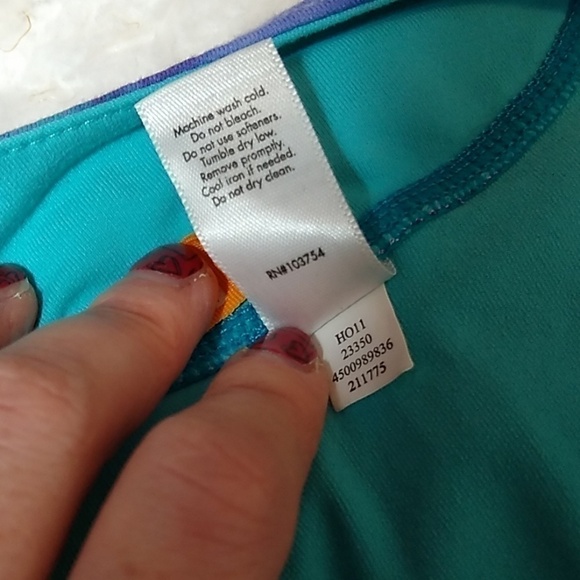 Machine wash cold.
Do not bleach.
Do not use softeners.
Tumble dry low.
Remove promptly.
Cool iron if needed.
Do not dry clean.
RN#103754
HO11
23350
4500989836
211775